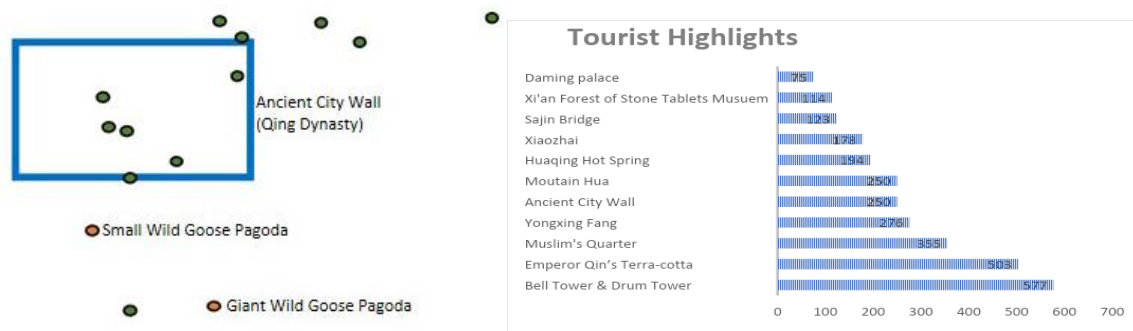 Ancient City Wall
(Qing Dynasty)
Small Wild Goose Pagoda
Giant Wild Goose Pagoda
Tourist Highlights
Daming palace 75
Xi'an Forest of Stone Tablets Musuem 114
Sajin Bridge 123
Xiaozhai 178
Huaqing Hot Spring 194
Moutain Hua 250
Ancient City Wall 250
Yongxing Fang 276
Muslim's Quarter 355
Emperor Qin’s Terra-cotta 503
Bell Tower & Drum Tower 577
0 100 200 300 400 500 600 700